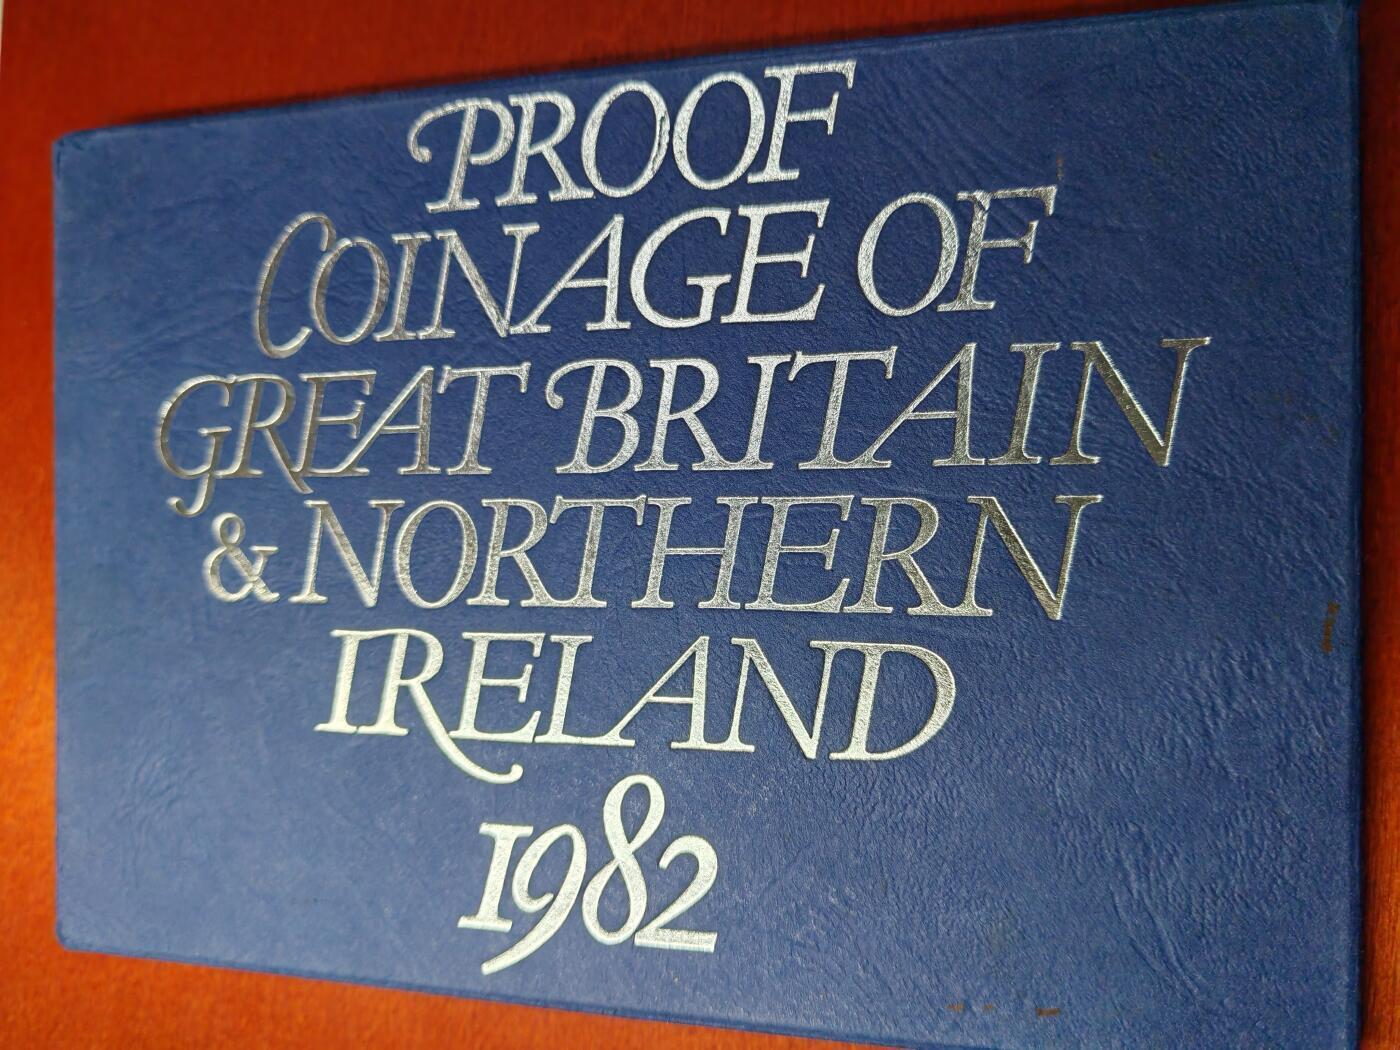 PROOF
COINAGE OF
GREAT BRITAIN
& NORTHERN
IRELAND
1982